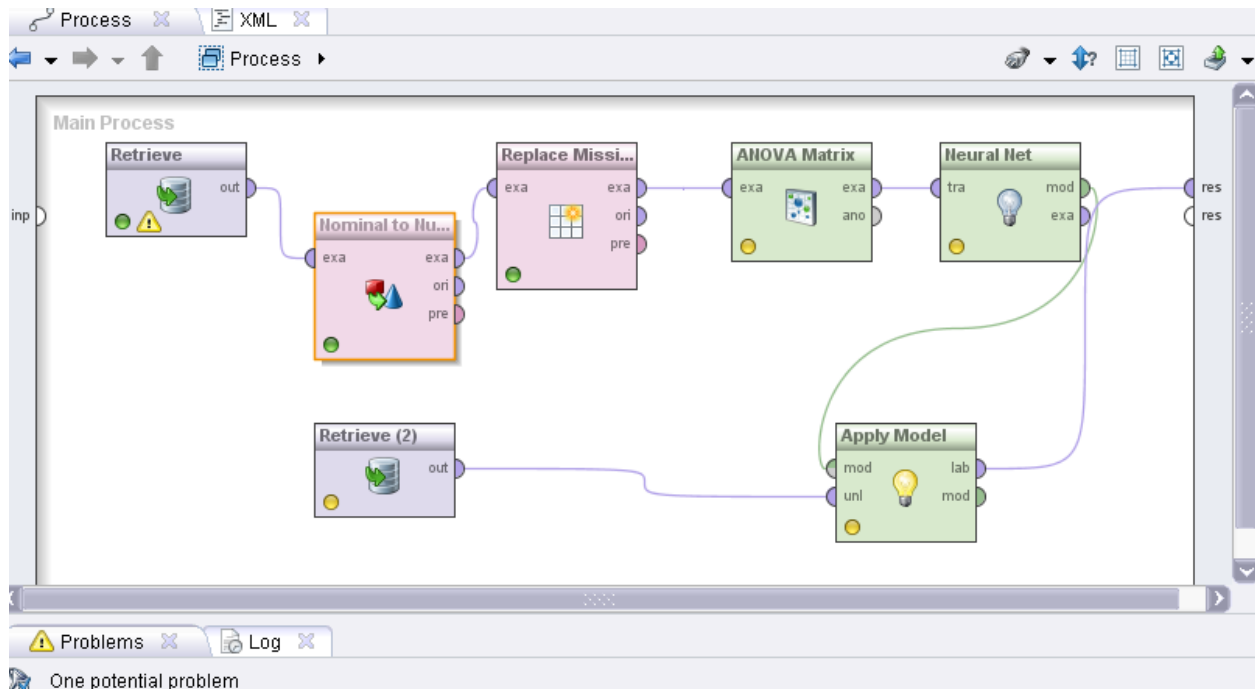 Process XML
Process
Main Process
Retrieve
out
inp
Nominal to Nu...
exa exa
ori
pre
Replace Missi...
exa exa
ori
pre
ANOVA Matrix
exa exa
ano
Neural Net
tra mod
exa
res
res
Retrieve (2)
out
Apply Model
mod lab
unl mod
Problems Log
One potential problem